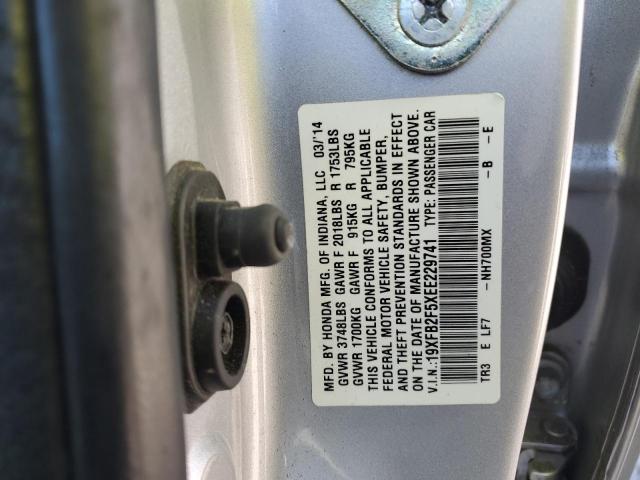 MFD. BY HONDA MFG. OF INDIANA, LLC 03/'14
GVWR 3748LBS GAWR F 2018LBS R 1753LBS
GVWR 1700KG GAWR F 915KG R 795KG
THIS VEHICLE CONFORMS TO ALL APPLICABLE
FEDERAL MOTOR VEHICLE SAFETY, BUMPER,
AND THEFT PREVENTION STANDARDS IN EFFECT
ON THE DATE OF MANUFACTURE SHOWN ABOVE.
V.I.N.:19XFB2F5XEE229741 TYPE: PASSENGER CAR
TR3 E LF7 - NH700MX - B - E